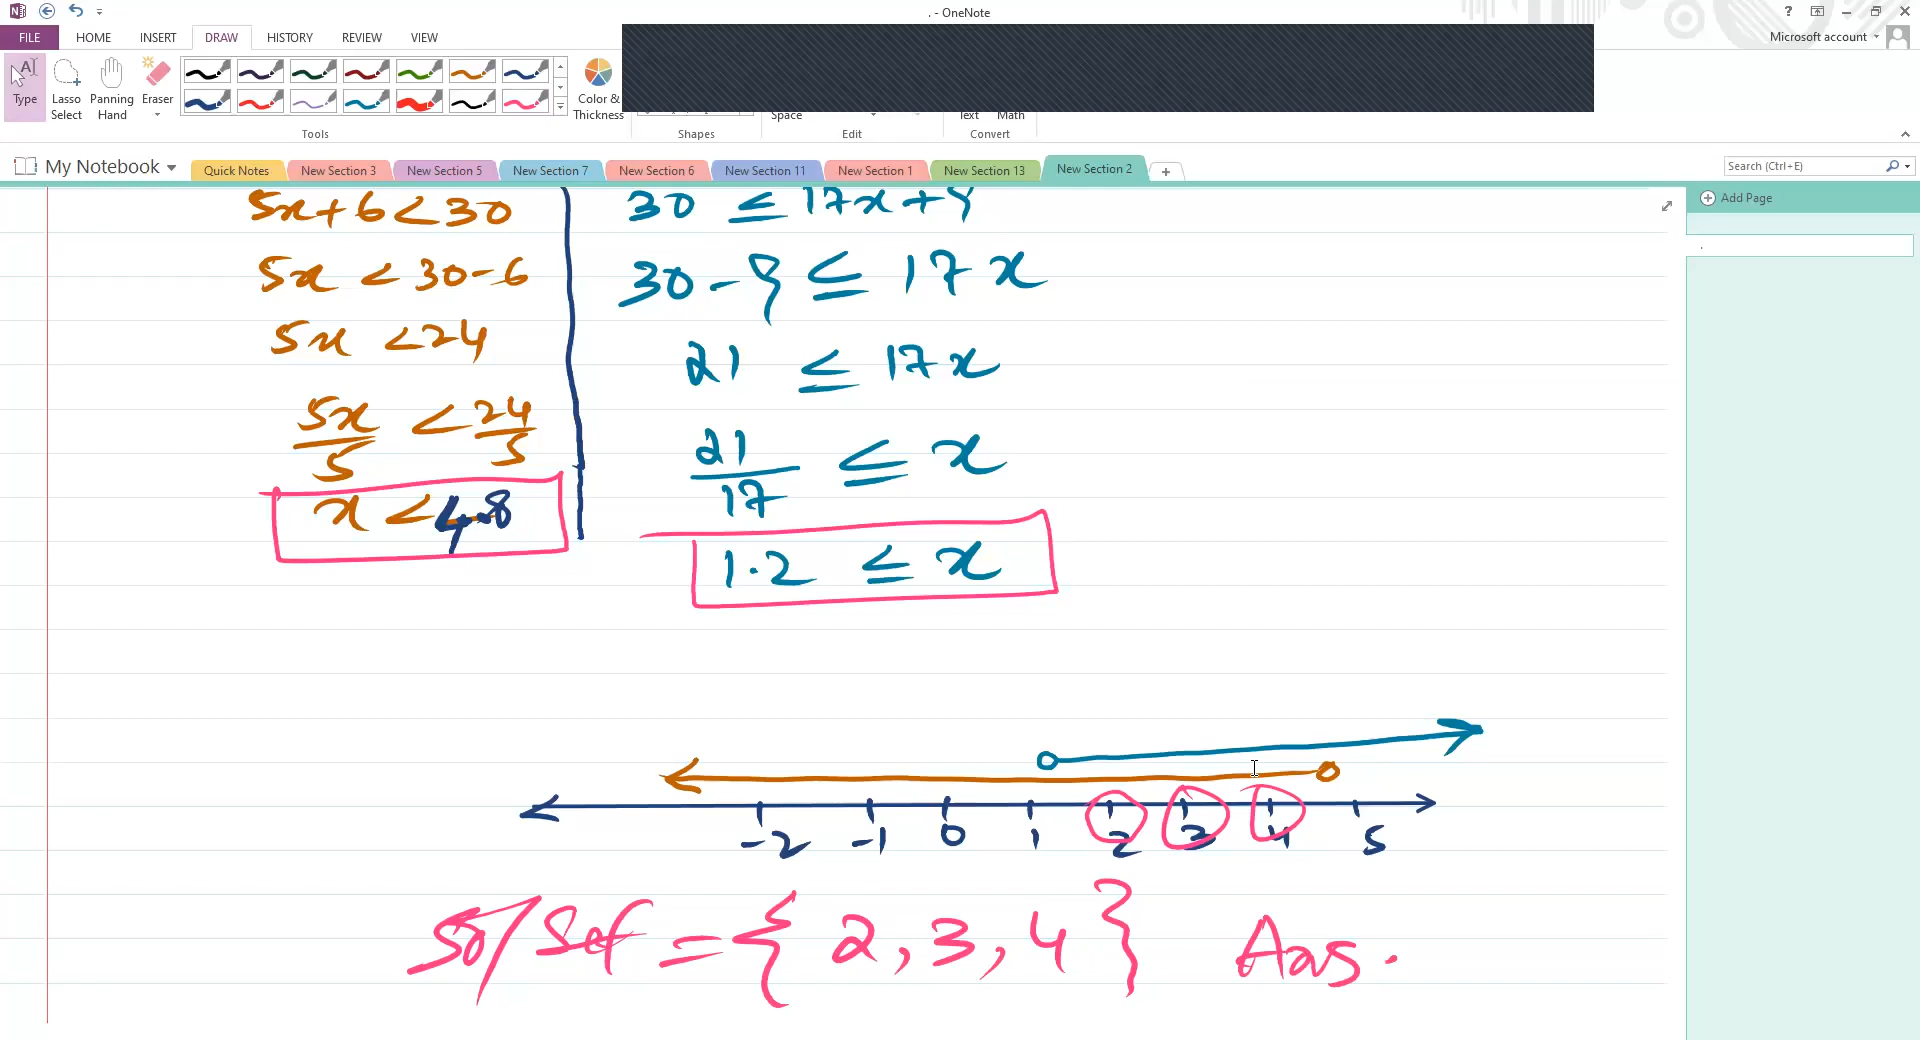 . - OneNote
?
FILE HOME INSERT DRAW HISTORY REVIEW VIEW
Microsoft account
Type
Lasso Select
Panning Hand
Eraser
Color & Thickness
Space
Text Math
Tools Shapes Edit Convert
My Notebook
Quick Notes New Section 3 New Section 5 New Section 7 New Section 6 New Section 11 New Section 1 New Section 13 New Section 2
Search (Ctrl+E)
Add Page
.
5x+6<30
5x < 30-6
5x <24
5x/5 < 24/5
x < 4.8
30 ≤ 17x+9
30 - 9 ≤ 17x
21 ≤ 17x
21/17 ≤ x
1.2 ≤ x
-2 -1 0 1 2 3 4 5
Sol Set = { 2, 3, 4 } Ans.